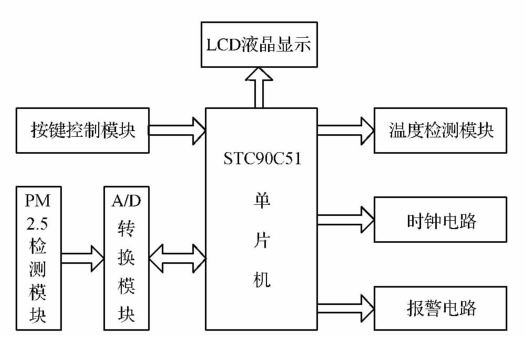 LCD液晶显示
按键控制模块
STC90C51
单
片
机
温度检测模块
PM
2.5
检
测
模
块
A/D
转
换
模
块
时钟电路
报警电路